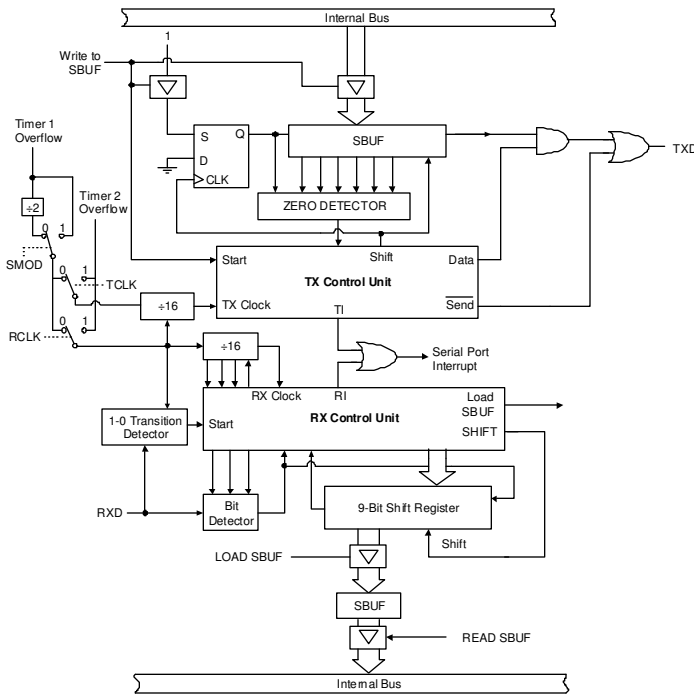 Internal Bus
1
Write to
SBUF
Timer 1
Overflow
S
Q
D
CLK
SBUF
TXD
Timer 2
Overflow
÷2
ZERO DETECTOR
0
1
SMOD
Shift
Start
Data
TX Control Unit
0
1
TCLK
÷16
TX Clock
TI
Send
RCLK
0
1
÷16
Serial Port
Interrupt
RX Clock
RI
Load
SBUF
1-0 Transition
Detector
Start
RX Control Unit
SHIFT
RXD
Bit
Detector
9-Bit Shift Register
Shift
LOAD SBUF
SBUF
READ SBUF
Internal Bus